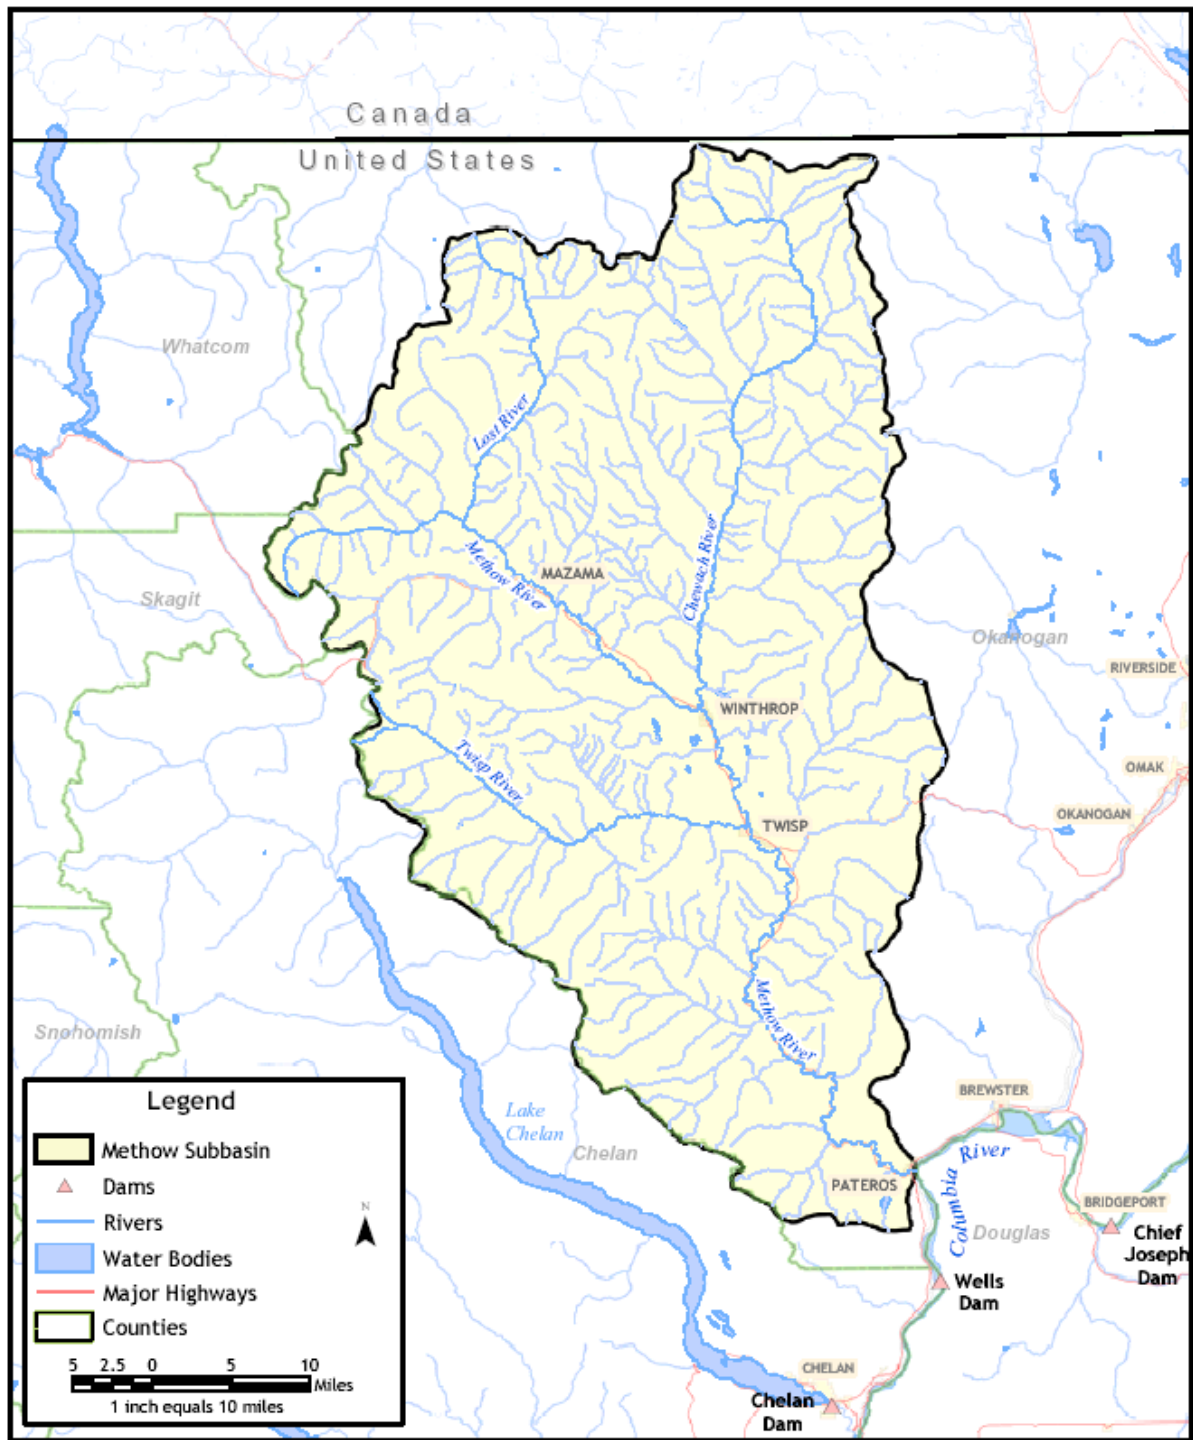 Canada
United States
Whatcom
Lost River
Methow River
MAZAMA
Chewach River
Skagit
Okanogan
RIVERSIDE
WINTHROP
Twisp River
OMAK
OKANOGAN
TWISP
Methow River
Snohomish
Lake
Chelan
Chelan
BREWSTER
Columbia River
PATEROS
BRIDGEPORT
Douglas
Chief
Joseph
Dam
Wells
Dam
CHELAN
Chelan
Dam
Legend
Methow Subbasin
Dams
Rivers
Water Bodies
Major Highways
Counties
N
5 2.5 0 5 10
Miles
1 inch equals 10 miles